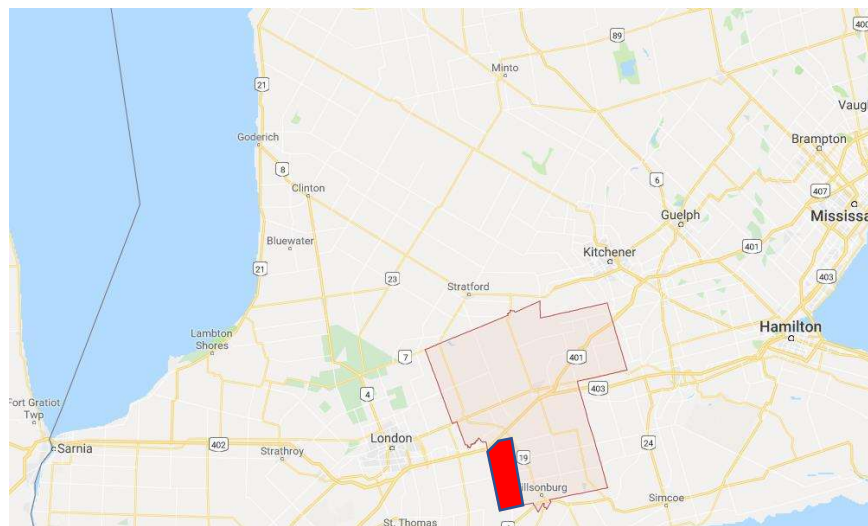 89
400
Minto
Vaugh
21
Goderich
Brampton
8
6
407
Clinton
Mississa
Guelph
Bluewater
401
Kitchener
21
23
403
Stratford
Lambton
Shores
Hamilton
7
401
4
403
Fort Gratiot
Twp
London
24
402
Sarnia
Strathroy
19
illsonburg
Simcoe
St. Thomas